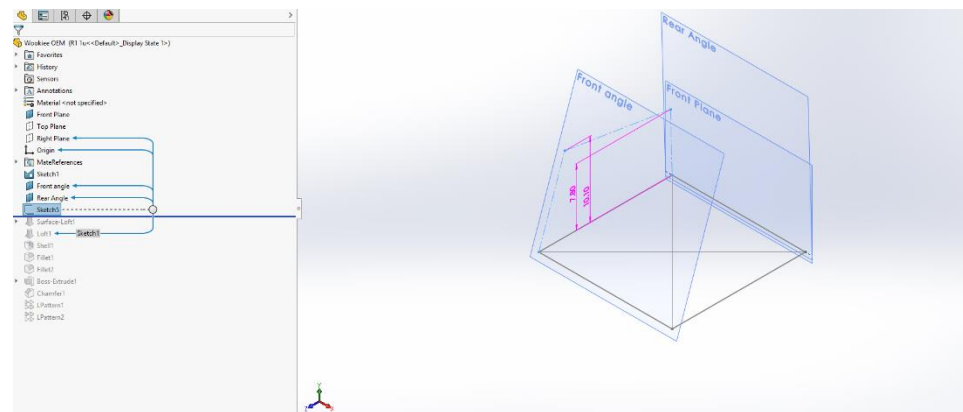 Wookiee OEM (R1 1u<<Default>_Display State 1>)
Favorites
History
Sensors
Annotations
Material <not specified>
Front Plane
Top Plane
Right Plane
Origin
MateReferences
Sketch1
Front angle
Rear Angle
Sketch5
Surface-Loft1
Loft1
Sketch1
Shell1
Fillet1
Fillet2
Boss-Extrude1
Chamfer1
LPattern1
LPattern2
Rear Angle
Front angle
Front Plane
7.80
10.10
Y
Z
X